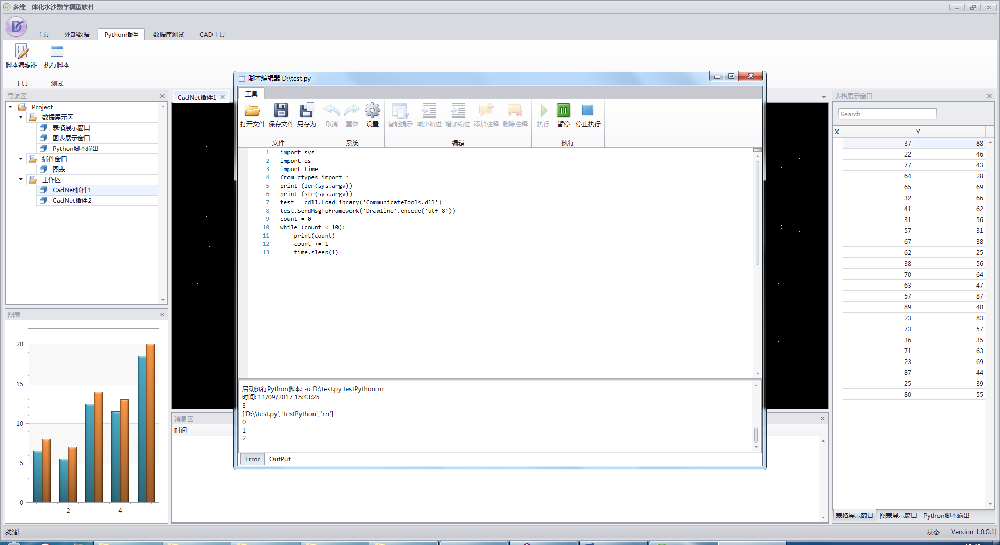 多维一体化水沙数学模型软件
主页 外部数据 Python插件 数据库测试 CAD工具
脚本编辑器 执行脚本
工具 测试
导航区
Project
数据展示区
表格展示窗口
图表展示窗口
Python脚本输出
插件窗口
图表
工作区
CadNet插件1
CadNet插件2
图表
20
15
10
5
0
2 4
CadNet插件1
脚本编辑器 D:\test.py
工具
打开文件 保存文件 另存为 取消 重做 设置 智能提示 减少缩进 增加缩进 添加注释 删除注释 执行 暂停 停止执行
文件 系统 编辑 执行
1 import sys
2 import os
3 import time
4 from ctypes import *
5 print (len(sys.argv))
6 print (str(sys.argv))
7 test = cdll.LoadLibrary('CommunicateTools.dll')
8 test.SendMsgToFramework('Drawline'.encode('utf-8'))
9 count = 0
10 while (count < 10):
11 print(count)
12 count += 1
13 time.sleep(1)
启动执行Python脚本: -u D:\test.py testPython rrr
时间: 11/09/2017 15:43:25
3
['D:\\test.py', 'testPython', 'rrr']
0
1
2
Error OutPut
消息区
时间
表格展示窗口
Search
X Y
37 88
22 46
77 43
64 28
65 69
32 66
41 62
31 56
57 31
67 38
62 25
38 56
70 64
63 47
57 87
89 40
23 83
73 57
36 35
71 63
23 69
87 44
25 39
80 55
表格展示窗口 图表展示窗口 Python脚本输出
就绪 状态 Version 1.0.0.1